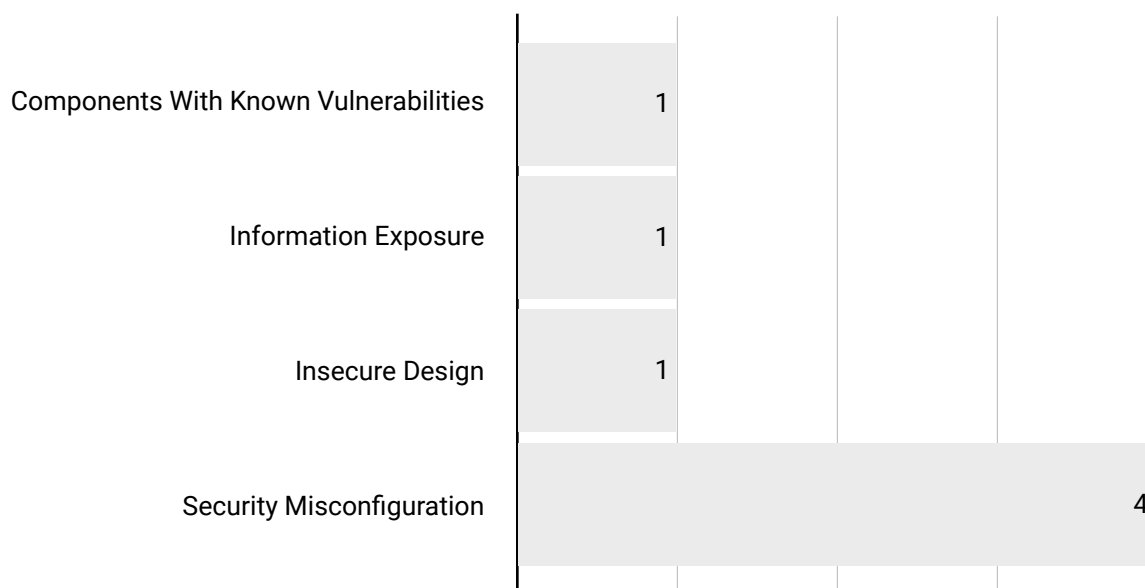 Components With Known Vulnerabilities 1
Information Exposure 1
Insecure Design 1
Security Misconfiguration 4